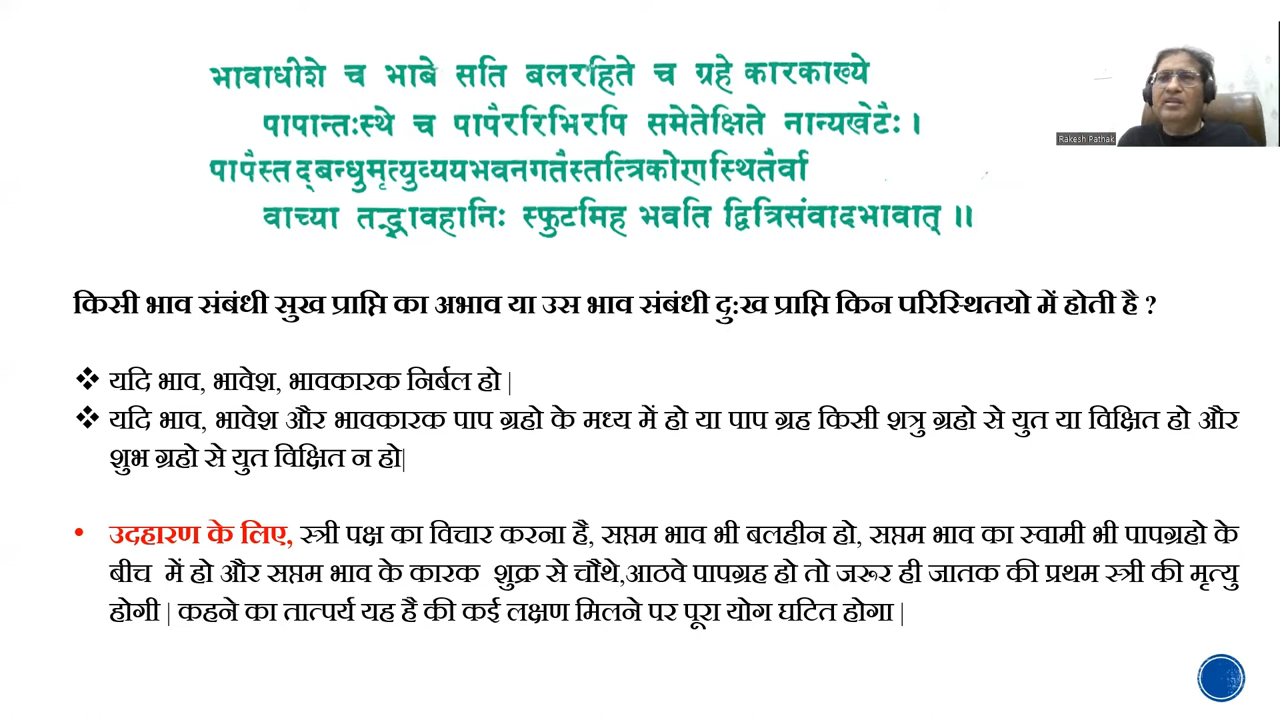 भावाधीशे च भाबे सति बलरहिते च ग्रहे कारकाख्ये
पापान्तःस्थे च पापैररिभिरपि समेतेक्षिते नान्यखेटैः ।
पापैस्तद्बन्धुमृत्युव्ययभवनगतैस्तत्त्रिकोणस्थितैर्वा
वाच्या तद्भावहानिः स्फुटमिह भवति द्वित्रिसंवादभावात् ॥
Rakesh Pathak
किसी भाव संबंधी सुख प्राप्ति का अभाव या उस भाव संबंधी दुःख प्राप्ति किन परिस्थितयो में होती है ?
❖ यदि भाव, भावेश, भावकारक निर्बल हो |
❖ यदि भाव, भावेश और भावकारक पाप ग्रहो के मध्य में हो या पाप ग्रह किसी शत्रु ग्रहो से युत या विक्षित हो और
शुभ ग्रहो से युत विक्षित न हो|
• उदहारण के लिए, स्त्री पक्ष का विचार करना है, सप्तम भाव भी बलहीन हो, सप्तम भाव का स्वामी भी पापग्रहो के
बीच में हो और सप्तम भाव के कारक शुक्र से चौथे,आठवे पापग्रह हो तो जरूर ही जातक की प्रथम स्त्री की मृत्यु
होगी | कहने का तात्पर्य यह है की कई लक्षण मिलने पर पूरा योग घटित होगा |